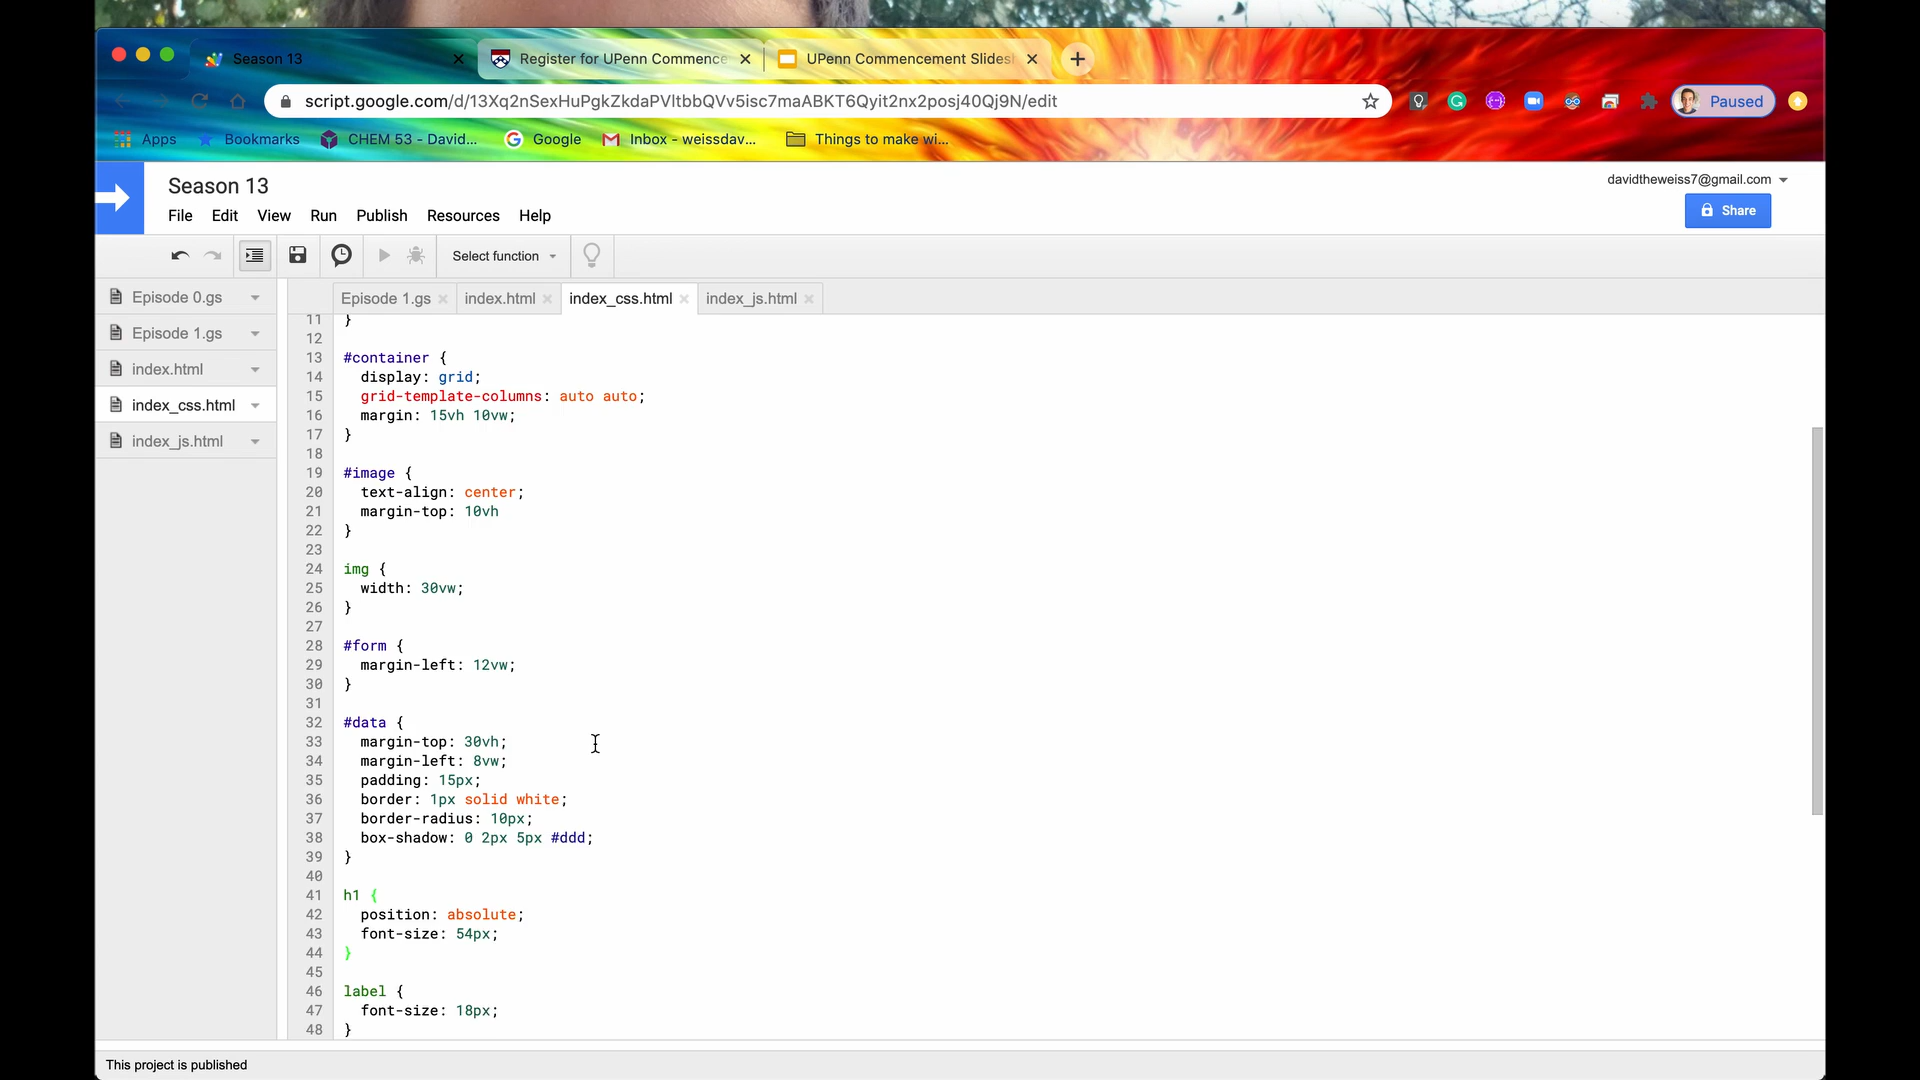 Season 13
Register for UPenn Commence
UPenn Commencement Slides
script.google.com/d/13Xq2nSexHuPgkZkdaPVltbbQVv5isc7maABKT6Qyit2nx2posj40Qj9N/edit
Paused
Apps
Bookmarks
CHEM 53 - David...
Google
Inbox - weissdav...
Things to make wi...
Season 13
davidtheweiss7@gmail.com
File Edit View Run Publish Resources Help
Share
Select function
Episode 0.gs
Episode 1.gs
index.html
index_css.html
index_js.html
Episode 1.gs
index.html
index_css.html
index_js.html
11 }
12
13 #container {
14 display: grid;
15 grid-template-columns: auto auto;
16 margin: 15vh 10vw;
17 }
18
19 #image {
20 text-align: center;
21 margin-top: 10vh
22 }
23
24 img {
25 width: 30vw;
26 }
27
28 #form {
29 margin-left: 12vw;
30 }
31
32 #data {
33 margin-top: 30vh;
34 margin-left: 8vw;
35 padding: 15px;
36 border: 1px solid white;
37 border-radius: 10px;
38 box-shadow: 0 2px 5px #ddd;
39 }
40
41 h1 {
42 position: absolute;
43 font-size: 54px;
44 }
45
46 label {
47 font-size: 18px;
48 }
This project is published